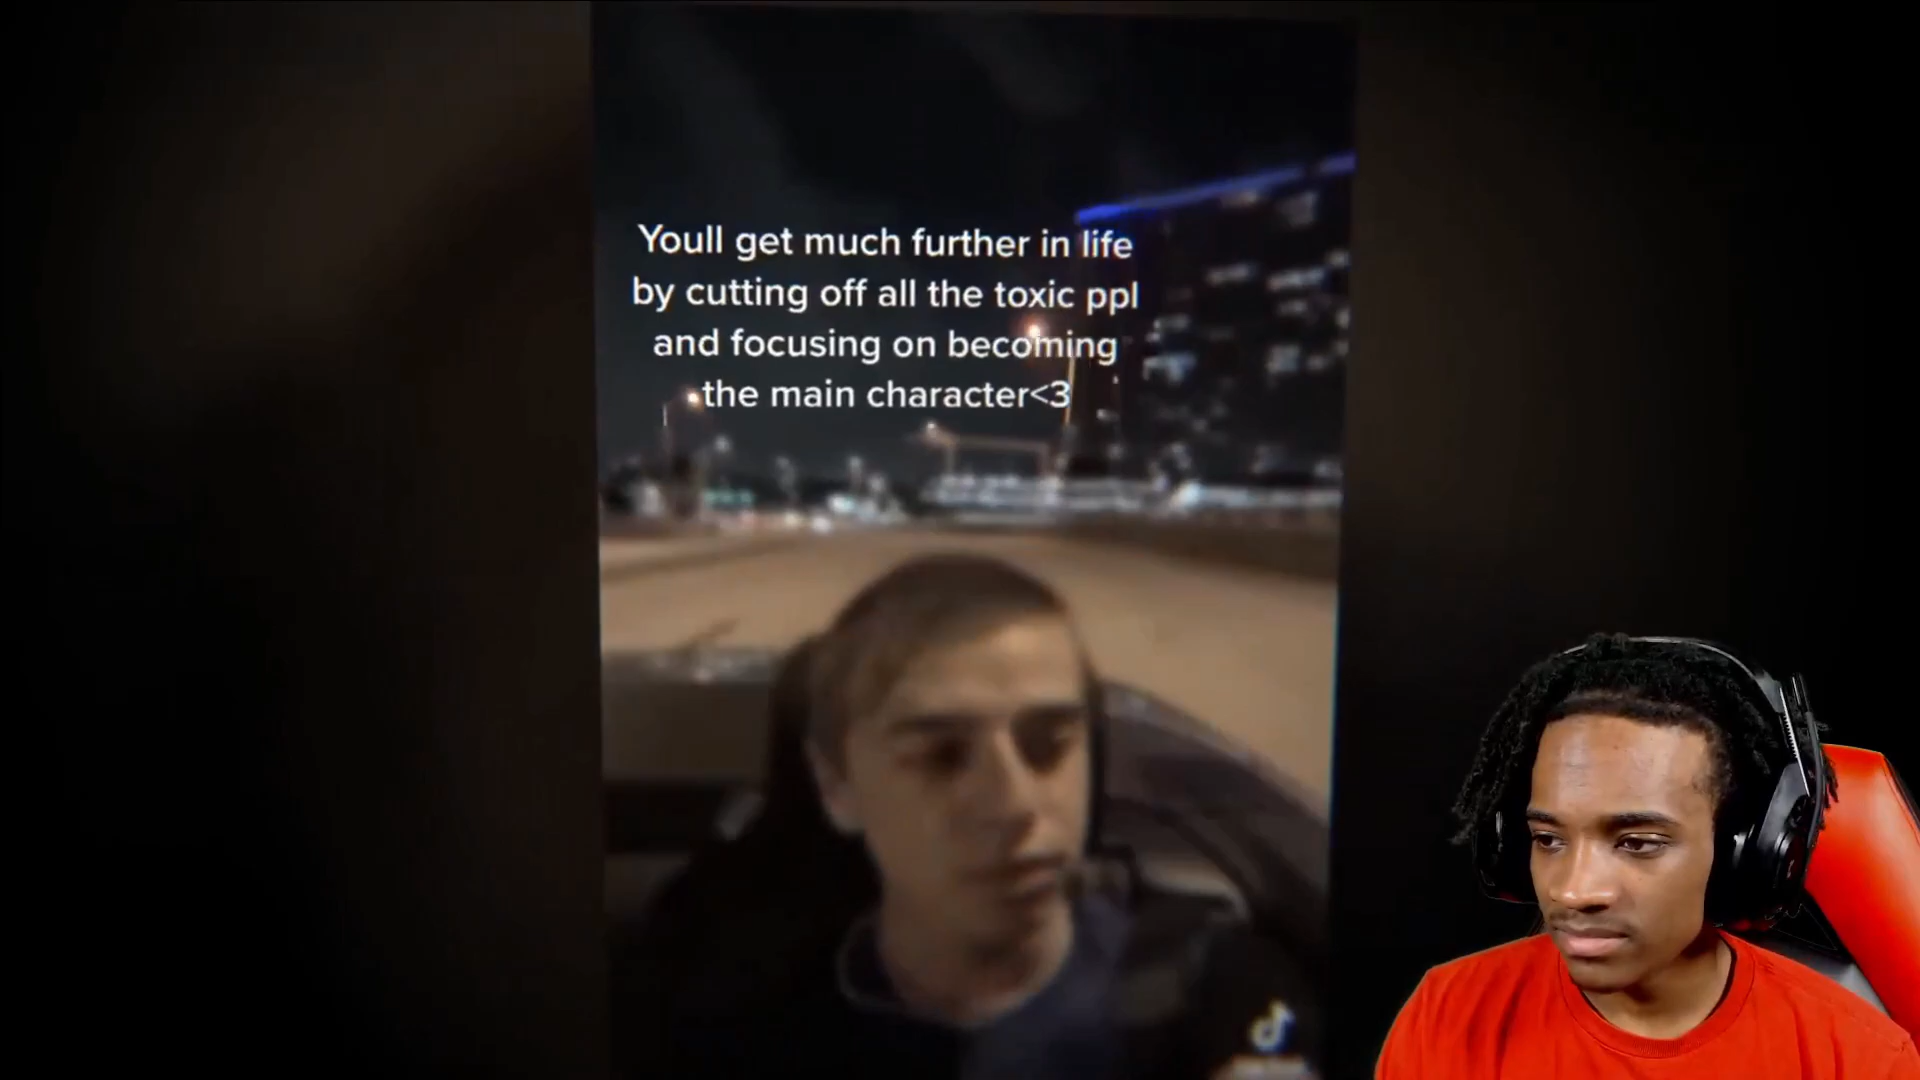 Youll get much further in life
by cutting off all the toxic ppl
and focusing on becoming
the main character<3